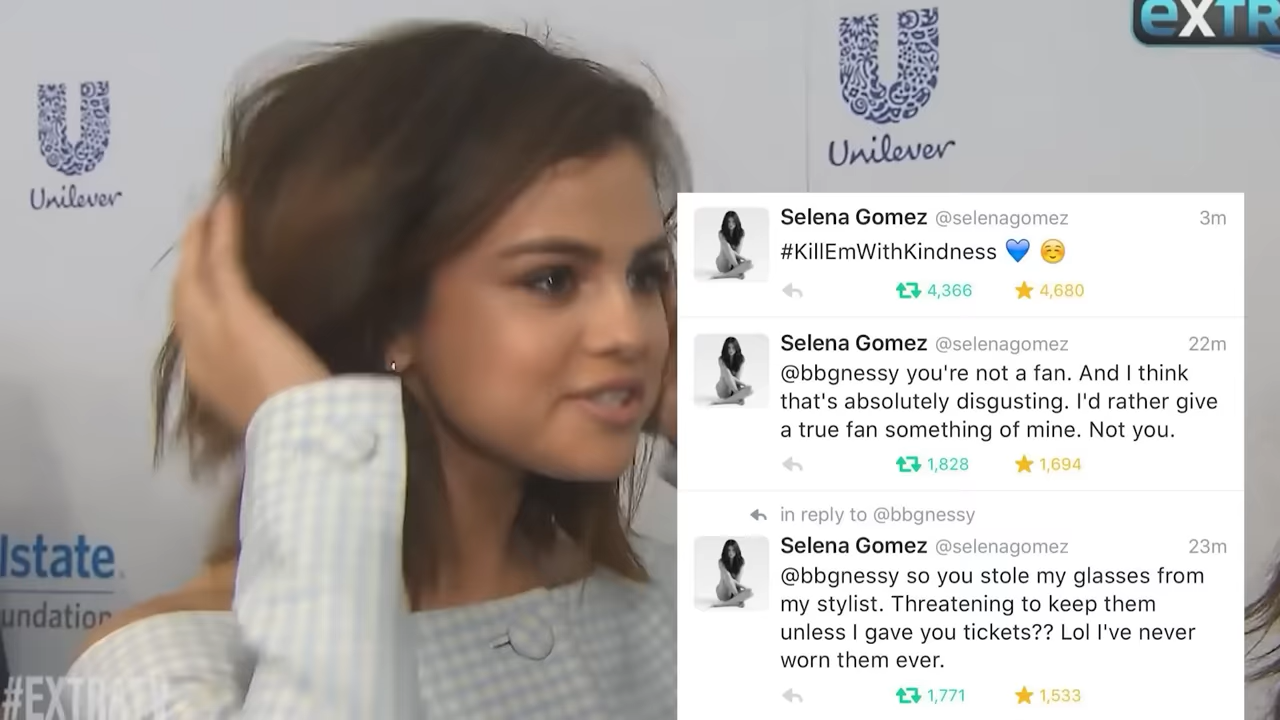 eXTR
Unilever
Unilever
Selena Gomez @selenagomez 3m
#KillEmWithKindness 💙 ☺️
4,366 4,680
Selena Gomez @selenagomez 22m
@bbgnessy you're not a fan. And I think
that's absolutely disgusting. I'd rather give
a true fan something of mine. Not you.
1,828 1,694
in reply to @bbgnessy
Selena Gomez @selenagomez 23m
@bbgnessy so you stole my glasses from
my stylist. Threatening to keep them
unless I gave you tickets?? Lol I've never
worn them ever.
1,771 1,533
lstate
oundation
#EXTRATV